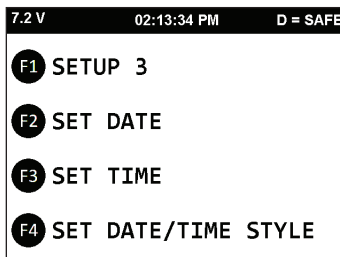 7.2 V 02:13:34 PM D = SAFE
F1 SETUP 3
F2 SET DATE
F3 SET TIME
F4 SET DATE/TIME STYLE